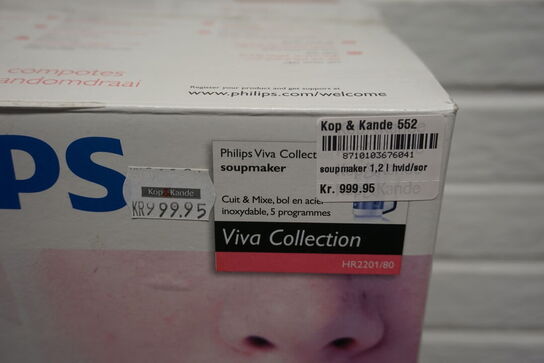 compotes
andomdraai
Register your product and get support at
www.philips.com/welcome
PS
Kop & Kande
KR 999.95
Philips Viva Collect
soupmaker
Cuit & Mixe, bol en acier
inoxydable, 5 programmes
Viva Collection
HR2201/80
Kop & Kande 552
8710103676041
soupmaker 1,2 l hvid/sor
Kr. 999.95
Kande